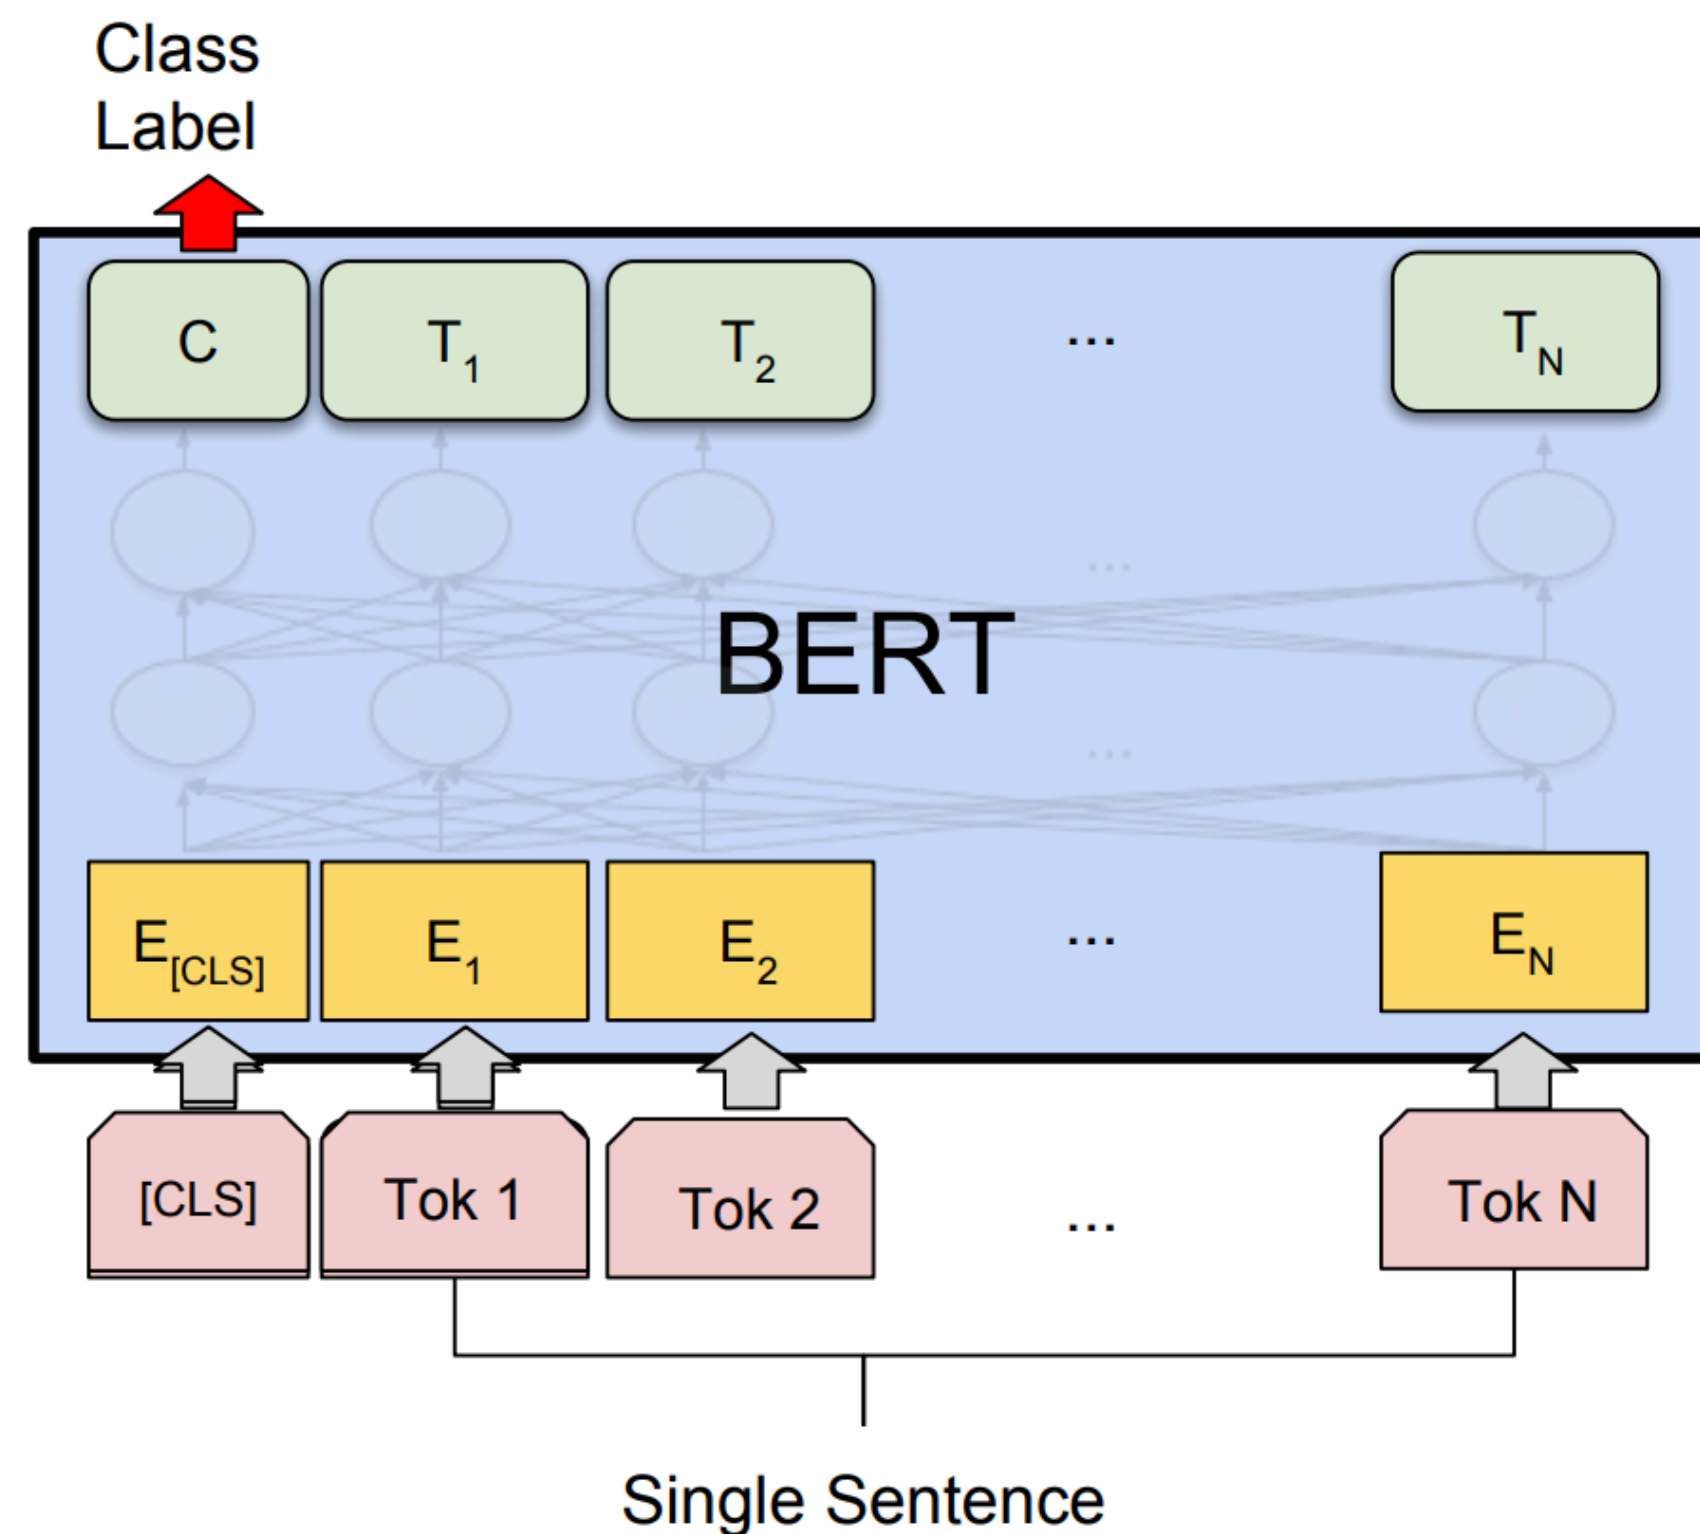 Class
Label
C T1 T2 ... TN
...
BERT
...
E[CLS] E1 E2 ... EN
[CLS] Tok 1 Tok 2 ... Tok N
Single Sentence